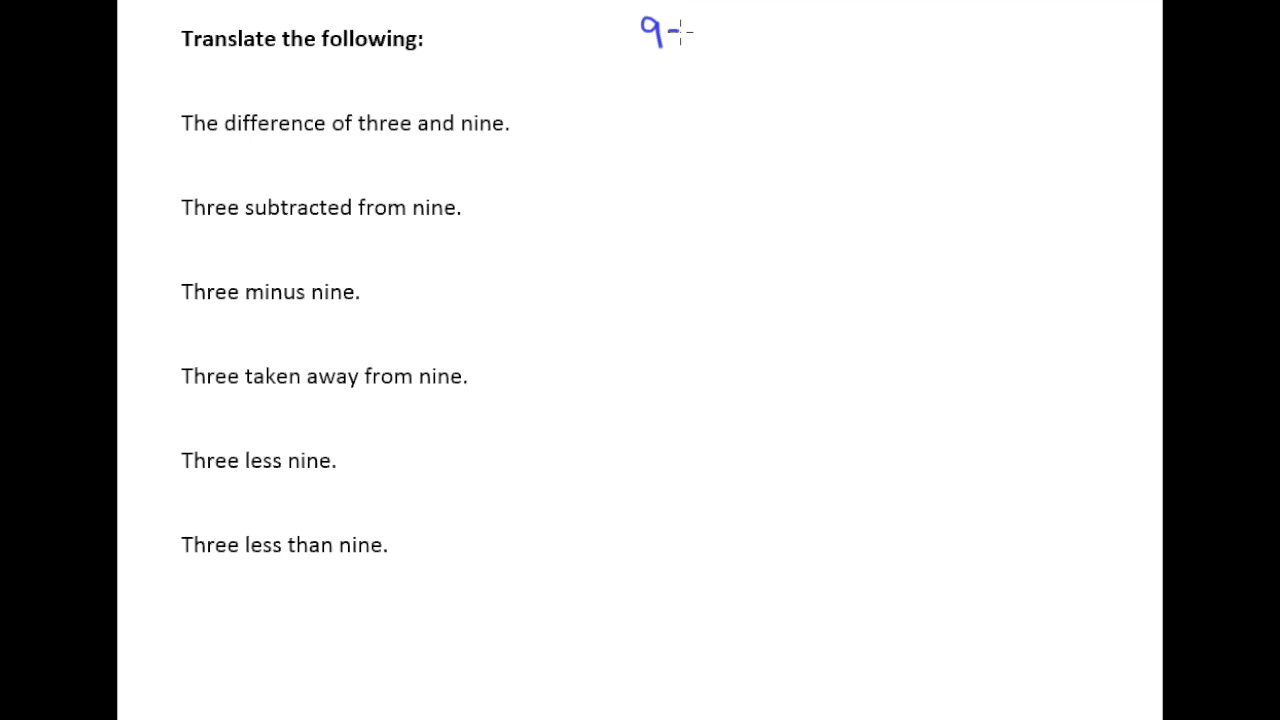 Translate the following:
9-
The difference of three and nine.
Three subtracted from nine.
Three minus nine.
Three taken away from nine.
Three less nine.
Three less than nine.